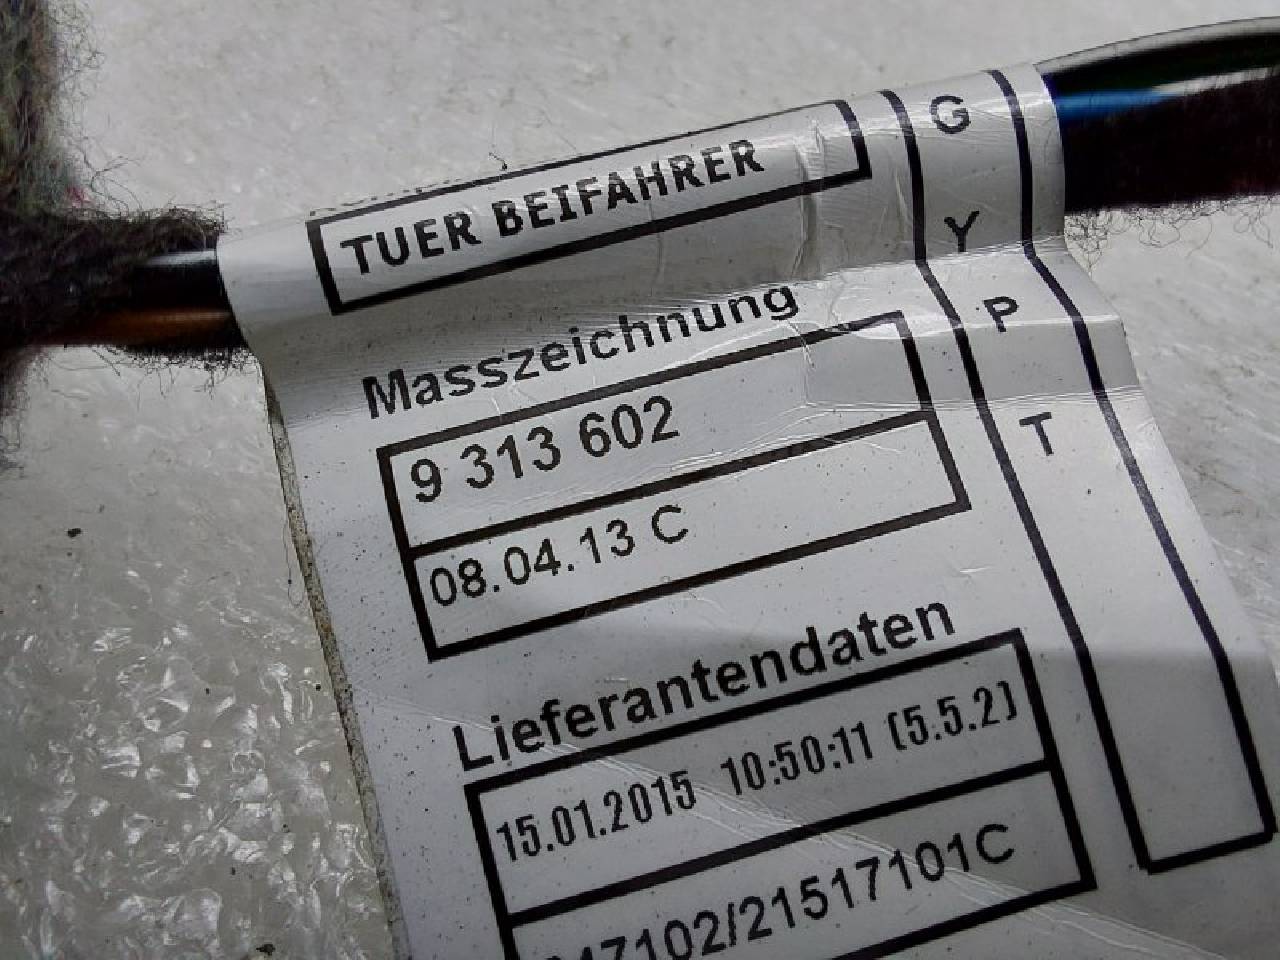 TUER BEIFAHRER
Masszeichnung
9 313 602
08.04.13 C
Lieferantendaten
15.01.2015 10:50:11 (5.5.2)
47102/21517101C
G
Y
P
T